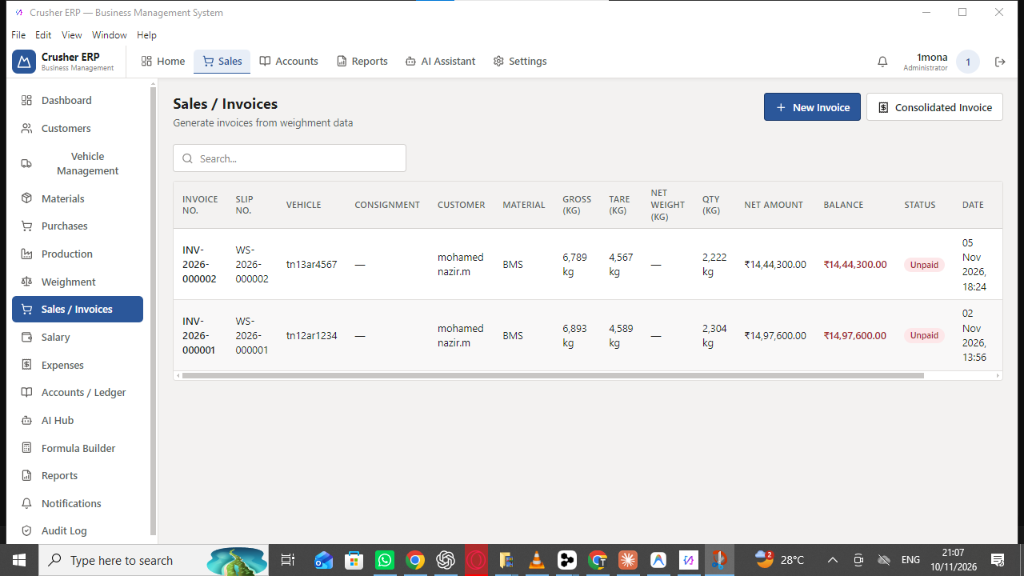 Crusher ERP — Business Management System
File Edit View Window Help
Crusher ERP
Business Management
Home Sales Accounts Reports AI Assistant Settings
1mona
Administrator
1
Dashboard
Customers
Vehicle
Management
Materials
Purchases
Production
Weighment
Sales / Invoices
Salary
Expenses
Accounts / Ledger
AI Hub
Formula Builder
Reports
Notifications
Audit Log
Sales / Invoices
Generate invoices from weighment data
+ New Invoice
Consolidated Invoice
Search...
INVOICE NO. SLIP NO. VEHICLE CONSIGNMENT CUSTOMER MATERIAL GROSS (KG) TARE (KG) NET WEIGHT (KG) QTY (KG) NET AMOUNT BALANCE STATUS DATE
INV-2026-000002 WS-2026-000002 tn13ar4567 — mohamed nazir.m BMS 6,789 kg 4,567 kg — 2,222 kg ₹14,44,300.00 ₹14,44,300.00 Unpaid 05 Nov 2026, 18:24
INV-2026-000001 WS-2026-000001 tn12ar1234 — mohamed nazir.m BMS 6,893 kg 4,589 kg — 2,304 kg ₹14,97,600.00 ₹14,97,600.00 Unpaid 02 Nov 2026, 13:56
Type here to search
2
28°C
ENG
21:07
10/11/2026